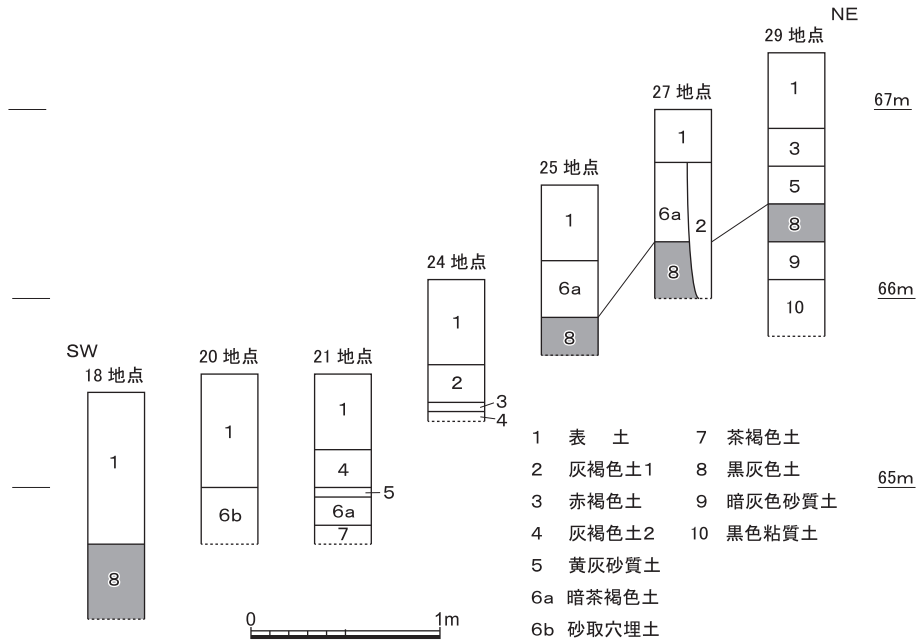 NE
29 地点
1
3
5
8
9
10
67m
66m
65m
27 地点
1
6a
2
8
25 地点
1
6a
8
24 地点
1
2
3
4
SW
18 地点
1
8
20 地点
1
6b
21 地点
1
4
5
6a
7
1 表 土
2 灰褐色土1
3 赤褐色土
4 灰褐色土2
5 黄灰砂質土
6a 暗茶褐色土
6b 砂取穴埋土
7 茶褐色土
8 黒灰色土
9 暗灰色砂質土
10 黒色粘質土
0 1m